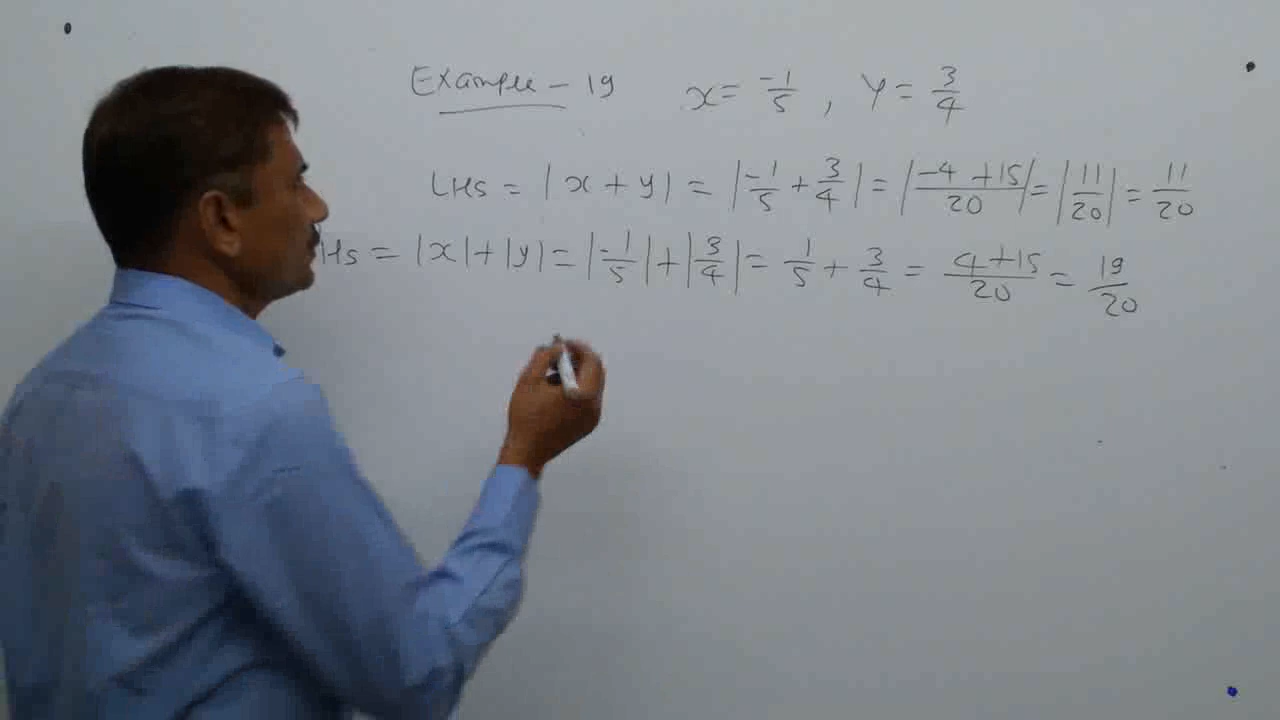 Example - 19 x = -1/5 , y = 3/4
LHS = |x + y| = |-1/5 + 3/4| = |-4 + 15/20| = |11/20| = 11/20
HS = |x| + |y| = |-1/5| + |3/4| = 1/5 + 3/4 = 4 + 15/20 = 19/20